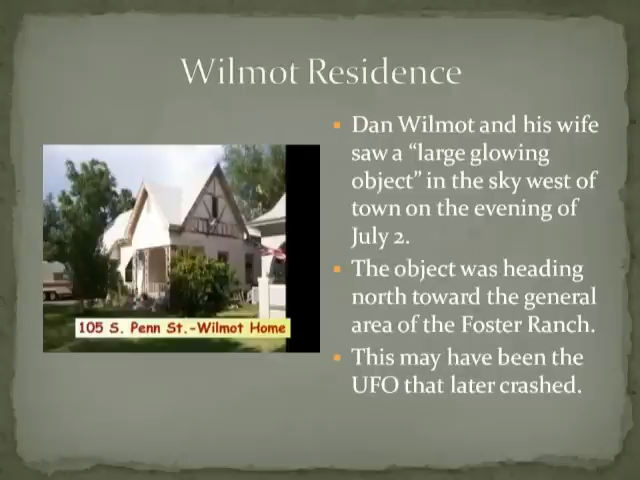 Wilmot Residence
Dan Wilmot and his wife
saw a “large glowing
object” in the sky west of
town on the evening of
July 2.
The object was heading
north toward the general
area of the Foster Ranch.
This may have been the
UFO that later crashed.
105 S. Penn St.-Wilmot Home